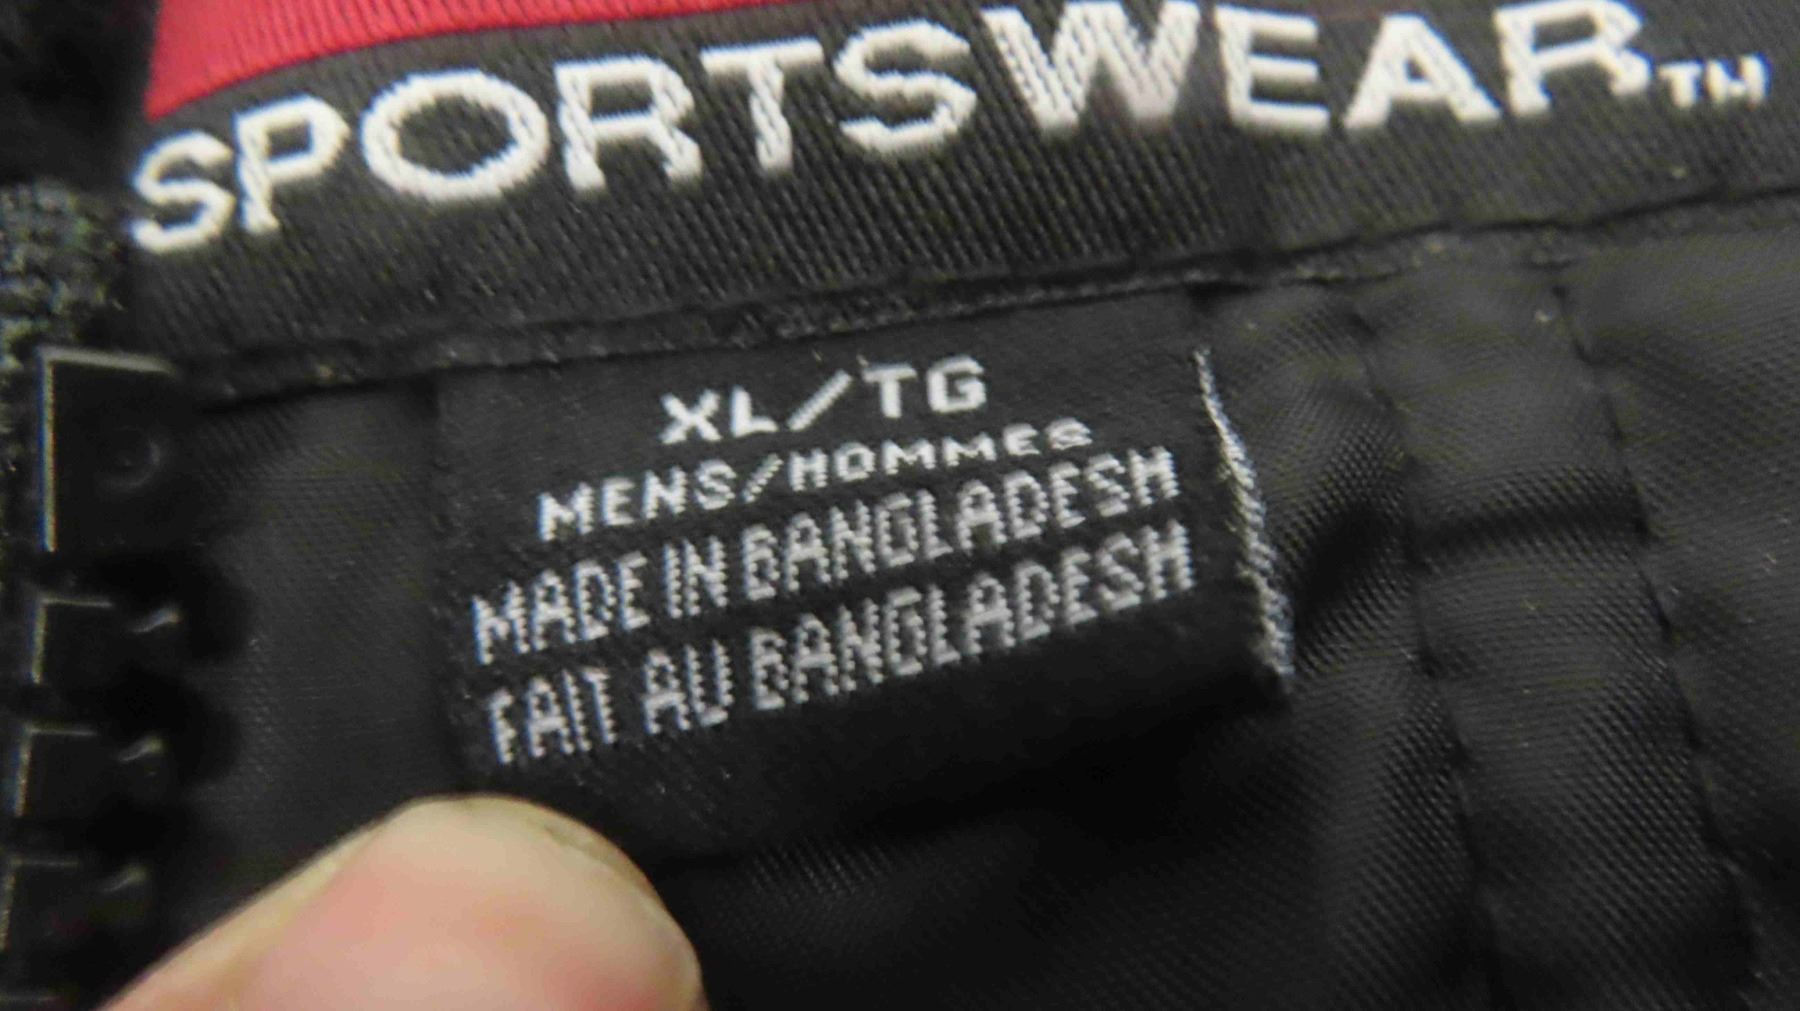 SPORTSWEAR™
XL/TG
MENS/HOMMES
MADE IN BANGLADESH
FAIT AU BANGLADESH